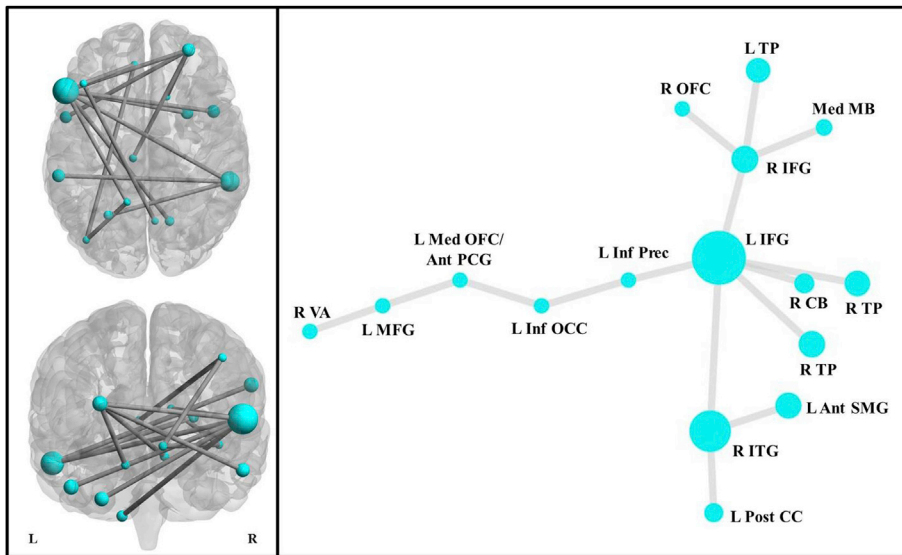 L TP
R OFC
Med MB
R IFG
L IFG
L Med OFC/
Ant PCG
L Inf Prec
R CB
R TP
R VA
L MFG
L Inf OCC
R TP
L Ant SMG
R ITG
L Post CC
L
R